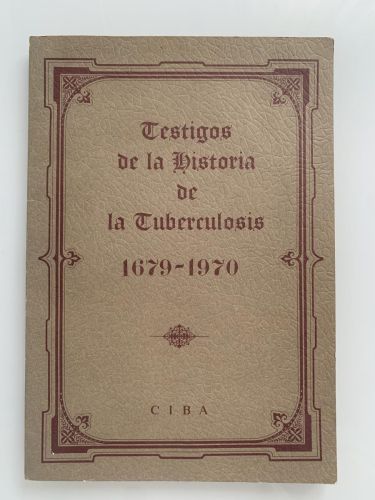 Testigos
de la Historia
de
la Tuberculosis
1679-1970
CIBA